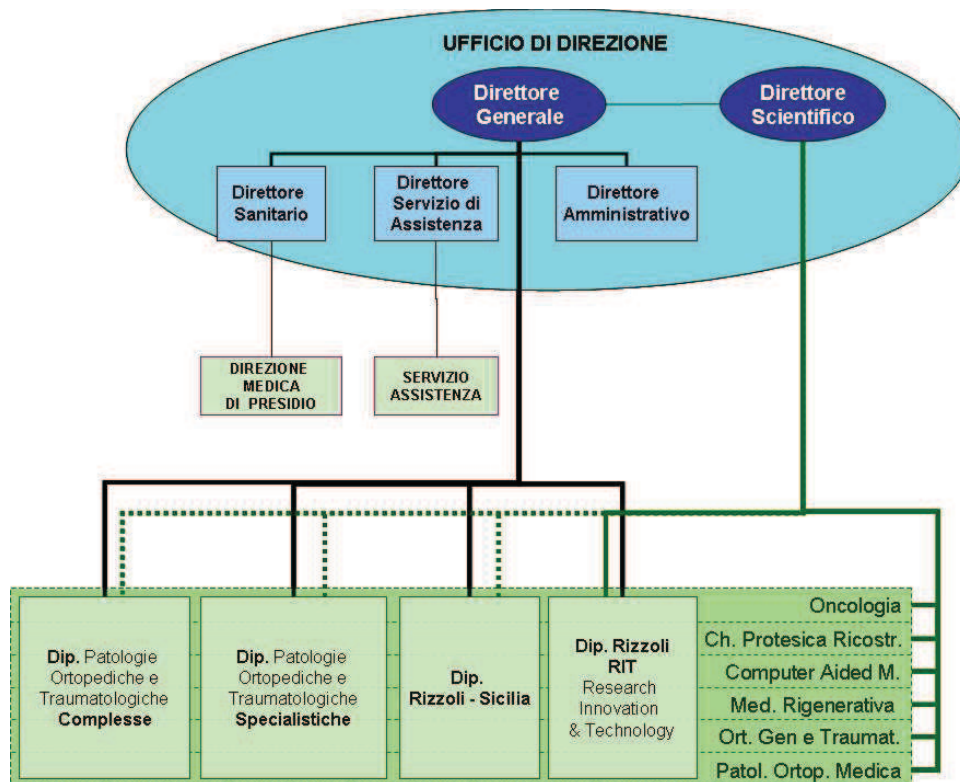 UFFICIO DI DIREZIONE
Direttore
Generale
Direttore
Scientifico
Direttore
Sanitario
Direttore
Servizio di
Assistenza
Direttore
Amministrativo
DIREZIONE
MEDICA
DI PRESIDIO
SERVIZIO
ASSISTENZA
Dip. Patologie
Ortopediche e
Traumatologiche
Complesse
Dip. Patologie
Ortopediche e
Traumatologiche
Specialistiche
Dip.
Rizzoli - Sicilia
Dip. Rizzoli
RIT
Research
Innovation
& Technology
Oncologia
Ch. Protesica Ricostr.
Computer Aided M.
Med. Rigenerativa
Ort. Gen e Traumat.
Patol. Ortop. Medica